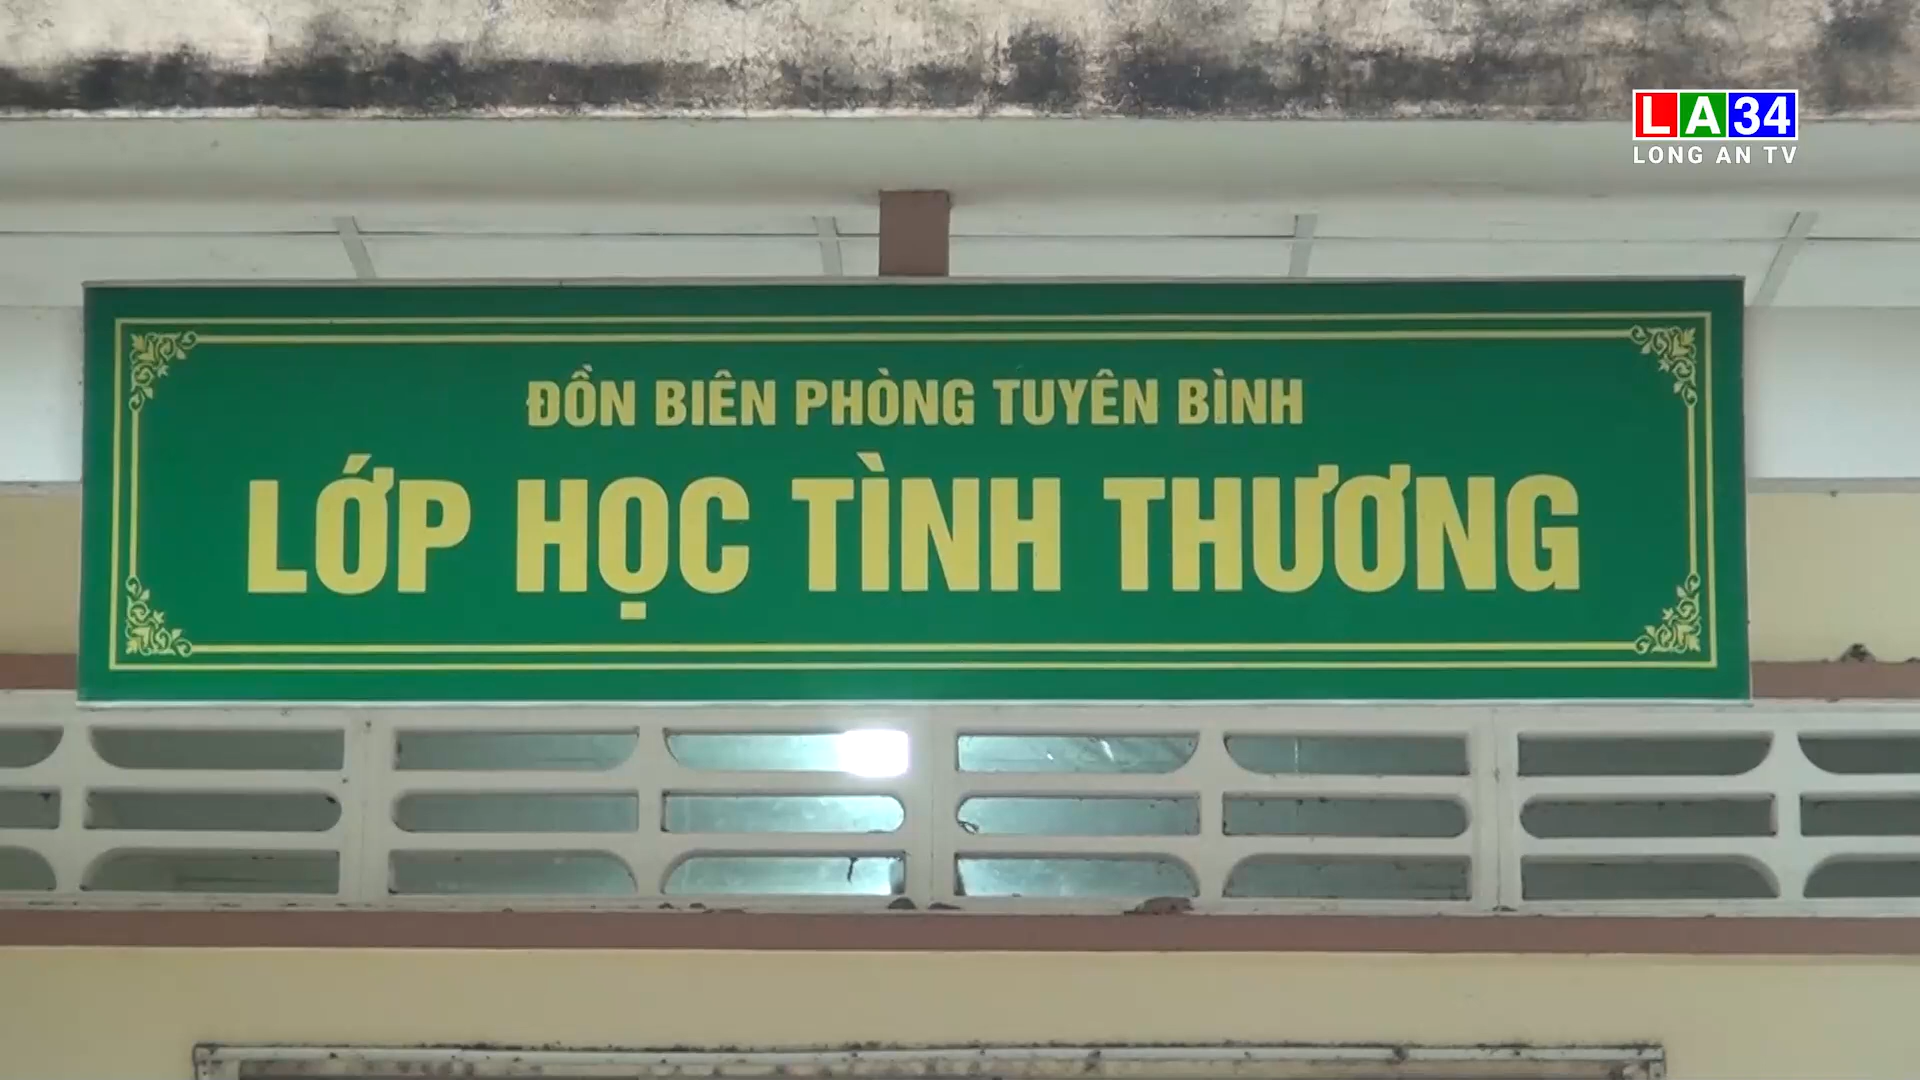 LA34
LONG AN TV
ĐỒN BIÊN PHÒNG TUYÊN BÌNH
LỚP HỌC TÌNH THƯƠNG